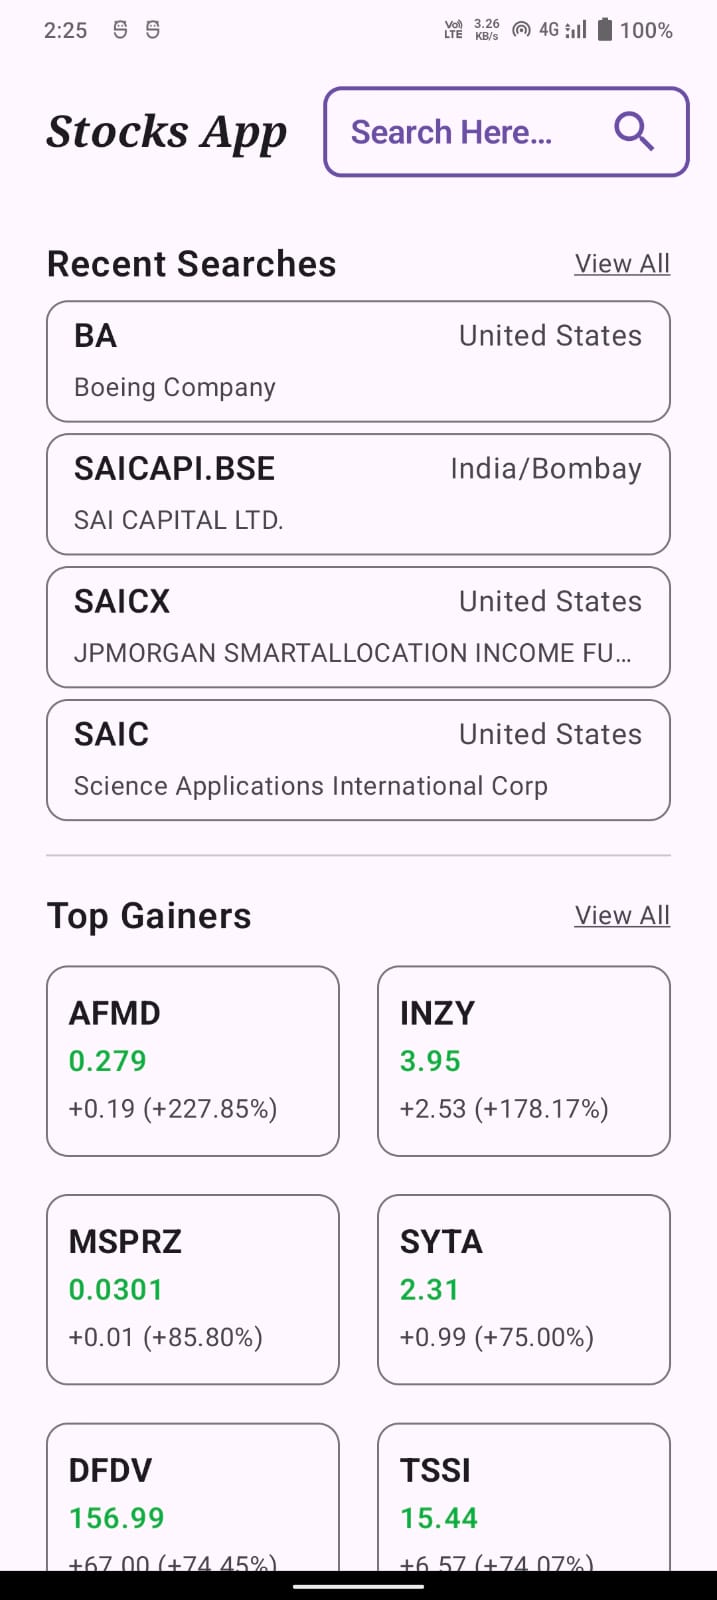 2:25 Vo) LTE 3.26 KB/s 4G 100%
Stocks App Search Here...
Recent Searches View All
BA United States
Boeing Company
SAICAPI.BSE India/Bombay
SAI CAPITAL LTD.
SAICX United States
JPMORGAN SMARTALLOCATION INCOME FU...
SAIC United States
Science Applications International Corp
Top Gainers View All
AFMD INZY
0.279 3.95
+0.19 (+227.85%) +2.53 (+178.17%)
MSPRZ SYTA
0.0301 2.31
+0.01 (+85.80%) +0.99 (+75.00%)
DFDV TSSI
156.99 15.44
+67.00 (+74.45%) +6.57 (+74.07%)